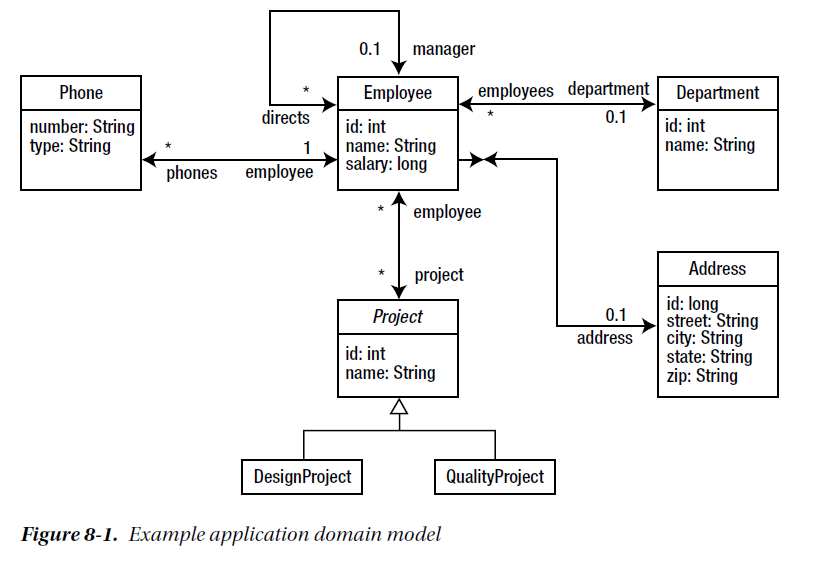 0.1 manager
*
directs
Phone
number: String
type: String
* 1
phones employee
Employee
id: int
name: String
salary: long
employees department
* 0.1
Department
id: int
name: String
* employee
* project
Project
id: int
name: String
0.1
address
Address
id: long
street: String
city: String
state: String
zip: String
DesignProject
QualityProject
Figure 8-1. Example application domain model